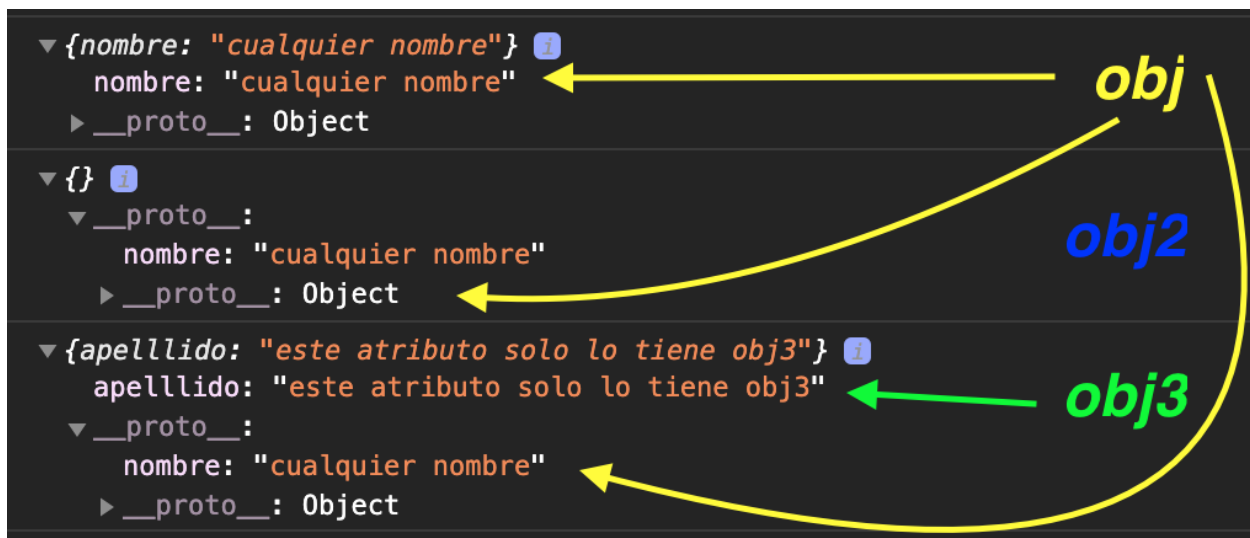 {nombre: "cualquier nombre"} i
nombre: "cualquier nombre"
obj
__proto__: Object
{} i
__proto__:
obj2
nombre: "cualquier nombre"
__proto__: Object
{apelllido: "este atributo solo lo tiene obj3"} i
apelllido: "este atributo solo lo tiene obj3"
obj3
__proto__:
nombre: "cualquier nombre"
__proto__: Object